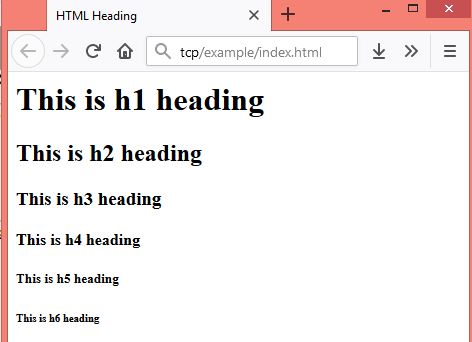 HTML Heading
tcp/example/index.html
This is h1 heading
This is h2 heading
This is h3 heading
This is h4 heading
This is h5 heading
This is h6 heading